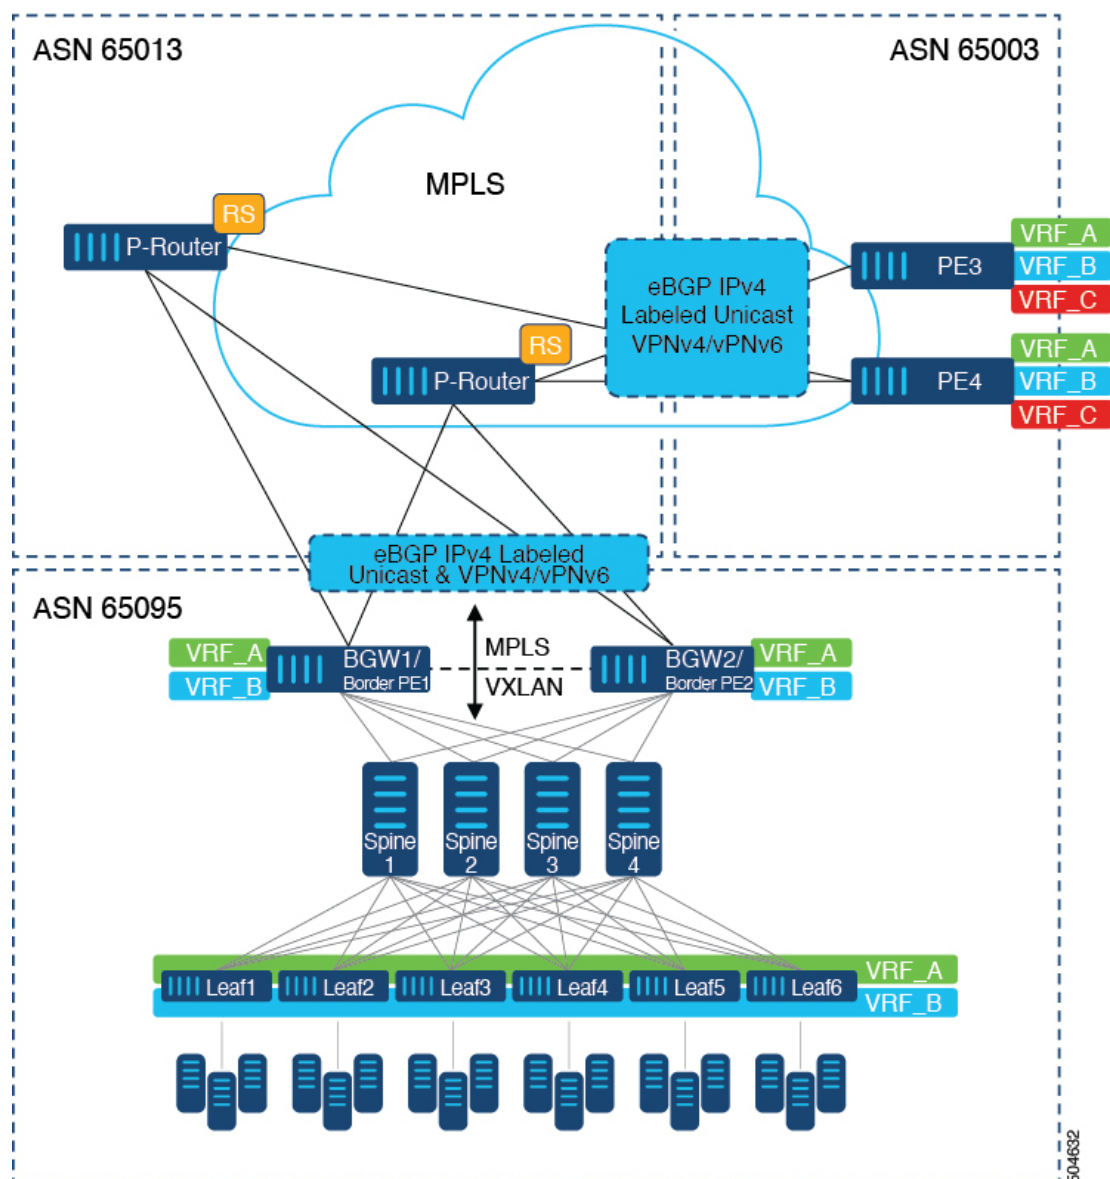 ASN 65013
ASN 65003
MPLS
RS
P-Router
VRF_A
PE3
VRF_B
VRF_C
eBGP IPv4
Labeled Unicast
VPNv4/vPNv6
RS
P-Router
VRF_A
PE4
VRF_B
VRF_C
eBGP IPv4 Labeled
Unicast & VPNv4/vPNv6
ASN 65095
VRF_A
VRF_B
BGW1/
Border PE1
MPLS
VXLAN
BGW2/
Border PE2
VRF_A
VRF_B
Spine
1
Spine
2
Spine
3
Spine
4
VRF_A
Leaf1
Leaf2
Leaf3
Leaf4
Leaf5
Leaf6
VRF_B
504632